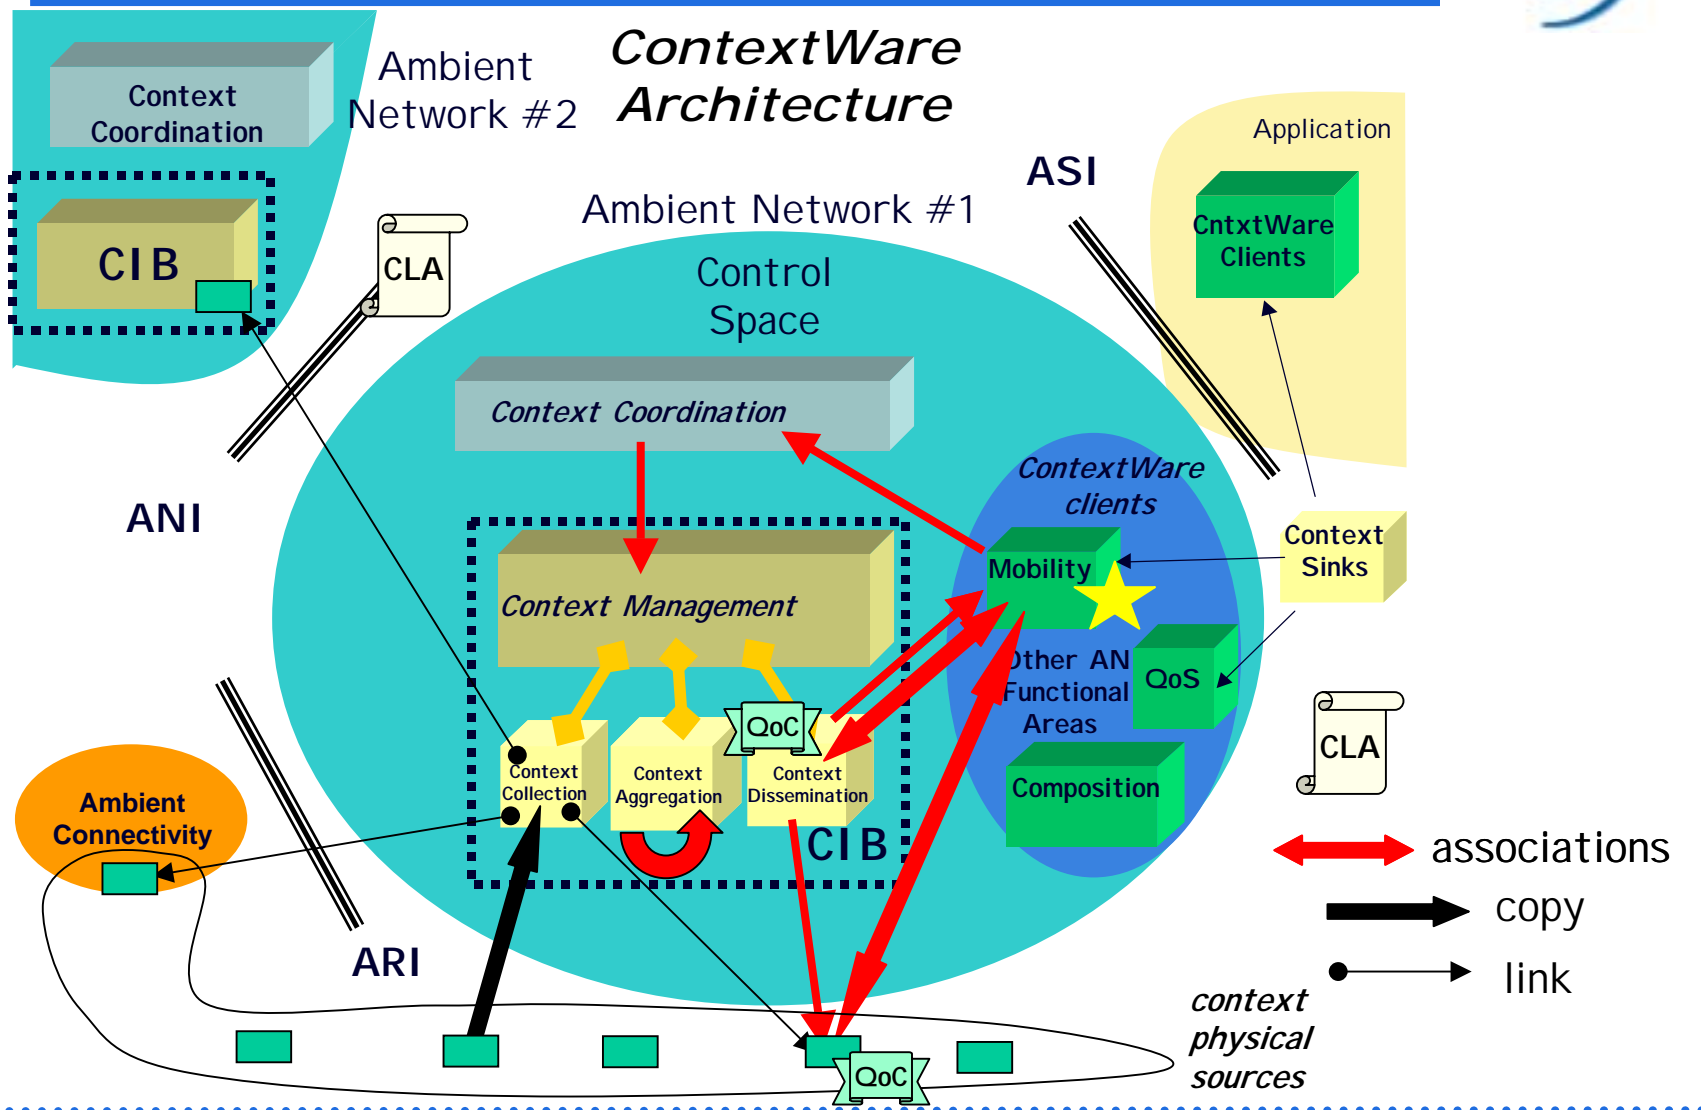 ContextWare
Architecture
Ambient
Network #2
Context
Coordination
CIB
CLA
Ambient Network #1
Control
Space
ASI
Application
CntxtWare
Clients
Context Coordination
ContextWare
clients
ANI
Context Management
Mobility
Context
Sinks
Other AN
Functional
Areas
QoS
QoC
Context
Collection
Context
Aggregation
Context
Dissemination
CIB
Composition
CLA
Ambient
Connectivity
ARI
associations
copy
link
context
physical
sources
QoC